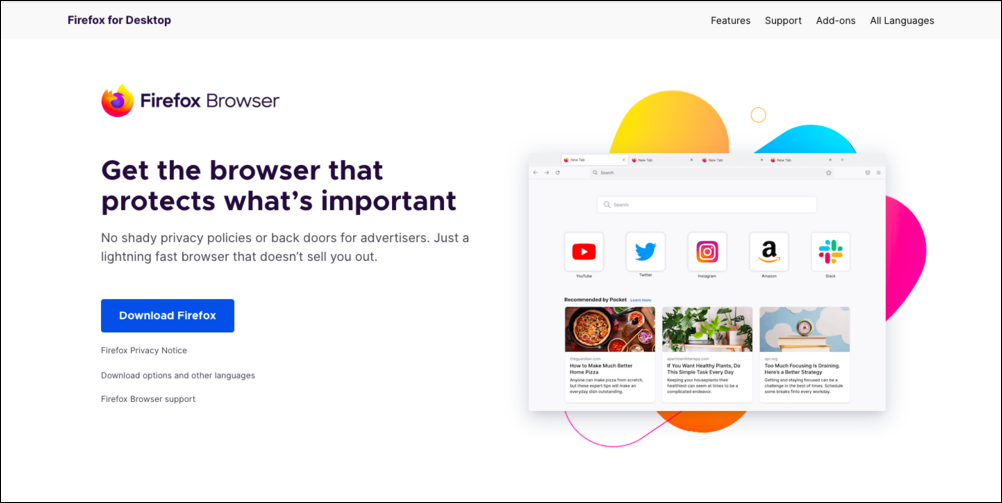 Firefox for Desktop
Features Support Add-ons All Languages
Firefox Browser
Get the browser that
protects what's important
No shady privacy policies or back doors for advertisers. Just a
lightning fast browser that doesn't sell you out.
Download Firefox
Firefox Privacy Notice
Download options and other languages
Firefox Browser support
New Tab New Tab New Tab New Tab
Search
Search
YouTube Twitter Instagram Amazon Slack
Recommended by Pocket Learn more
theguardian.com
How to Make Much Better
Home Pizza
Anyone can make pizza from scratch,
but these expert tips will make an
everyday dish outstanding.
apartmenttherapy.com
If You Want Healthy Plants, Do
This Simple Task Every Day
Keeping your houseplants their
healthiest can seem at times to be a
complicated endeavor.
npr.org
Too Much Focusing Is Draining.
Here's a Better Strategy
Getting and staying focused can be a
challenge in the best of times. Schedule
some breaks into everyday.